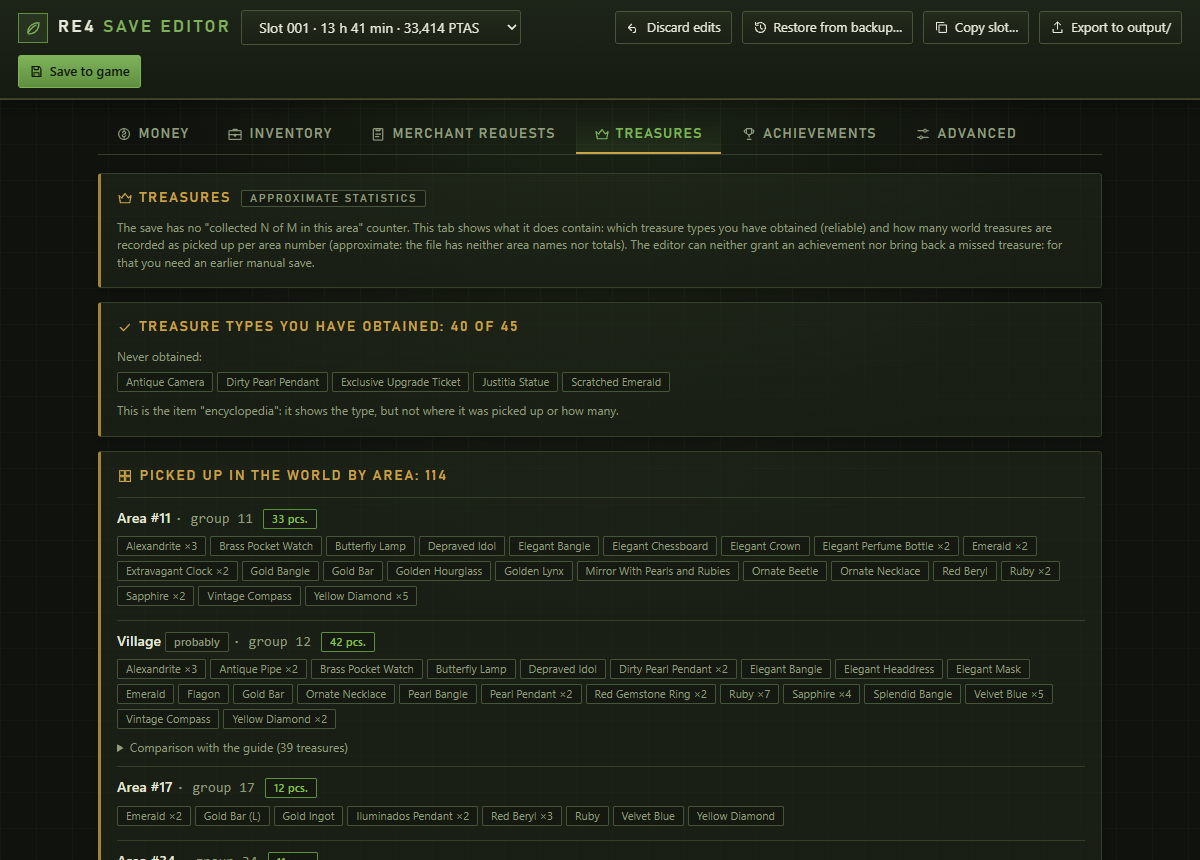 RE4 SAVE EDITOR
Slot 001 · 13 h 41 min · 33,414 PTAS
Discard edits
Restore from backup...
Copy slot...
Export to output/
Save to game
MONEY
INVENTORY
MERCHANT REQUESTS
TREASURES
ACHIEVEMENTS
ADVANCED
TREASURES
APPROXIMATE STATISTICS
The save has no "collected N of M in this area" counter. This tab shows what it does contain: which treasure types you have obtained (reliable) and how many world treasures are
recorded as picked up per area number (approximate: the file has neither area names nor totals). The editor can neither grant an achievement nor bring back a missed treasure: for
that you need an earlier manual save.
TREASURE TYPES YOU HAVE OBTAINED: 40 OF 45
Never obtained:
Antique Camera Dirty Pearl Pendant Exclusive Upgrade Ticket Justitia Statue Scratched Emerald
This is the item "encyclopedia": it shows the type, but not where it was picked up or how many.
PICKED UP IN THE WORLD BY AREA: 114
Area #11 · group 11 33 pcs.
Alexandrite ×3 Brass Pocket Watch Butterfly Lamp Depraved Idol Elegant Bangle Elegant Chessboard Elegant Crown Elegant Perfume Bottle ×2 Emerald ×2
Extravagant Clock ×2 Gold Bangle Gold Bar Golden Hourglass Golden Lynx Mirror With Pearls and Rubies Ornate Beetle Ornate Necklace Red Beryl Ruby ×2
Sapphire ×2 Vintage Compass Yellow Diamond ×5
Village probably · group 12 42 pcs.
Alexandrite ×3 Antique Pipe ×2 Brass Pocket Watch Butterfly Lamp Depraved Idol Dirty Pearl Pendant ×2 Elegant Bangle Elegant Headdress Elegant Mask
Emerald Flagon Gold Bar Ornate Necklace Pearl Bangle Pearl Pendant ×2 Red Gemstone Ring ×2 Ruby ×7 Sapphire ×4 Splendid Bangle Velvet Blue ×5
Vintage Compass Yellow Diamond ×2
Comparison with the guide (39 treasures)
Area #17 · group 17 12 pcs.
Emerald ×2 Gold Bar (L) Gold Ingot Iluminados Pendant ×2 Red Beryl ×3 Ruby Velvet Blue Yellow Diamond